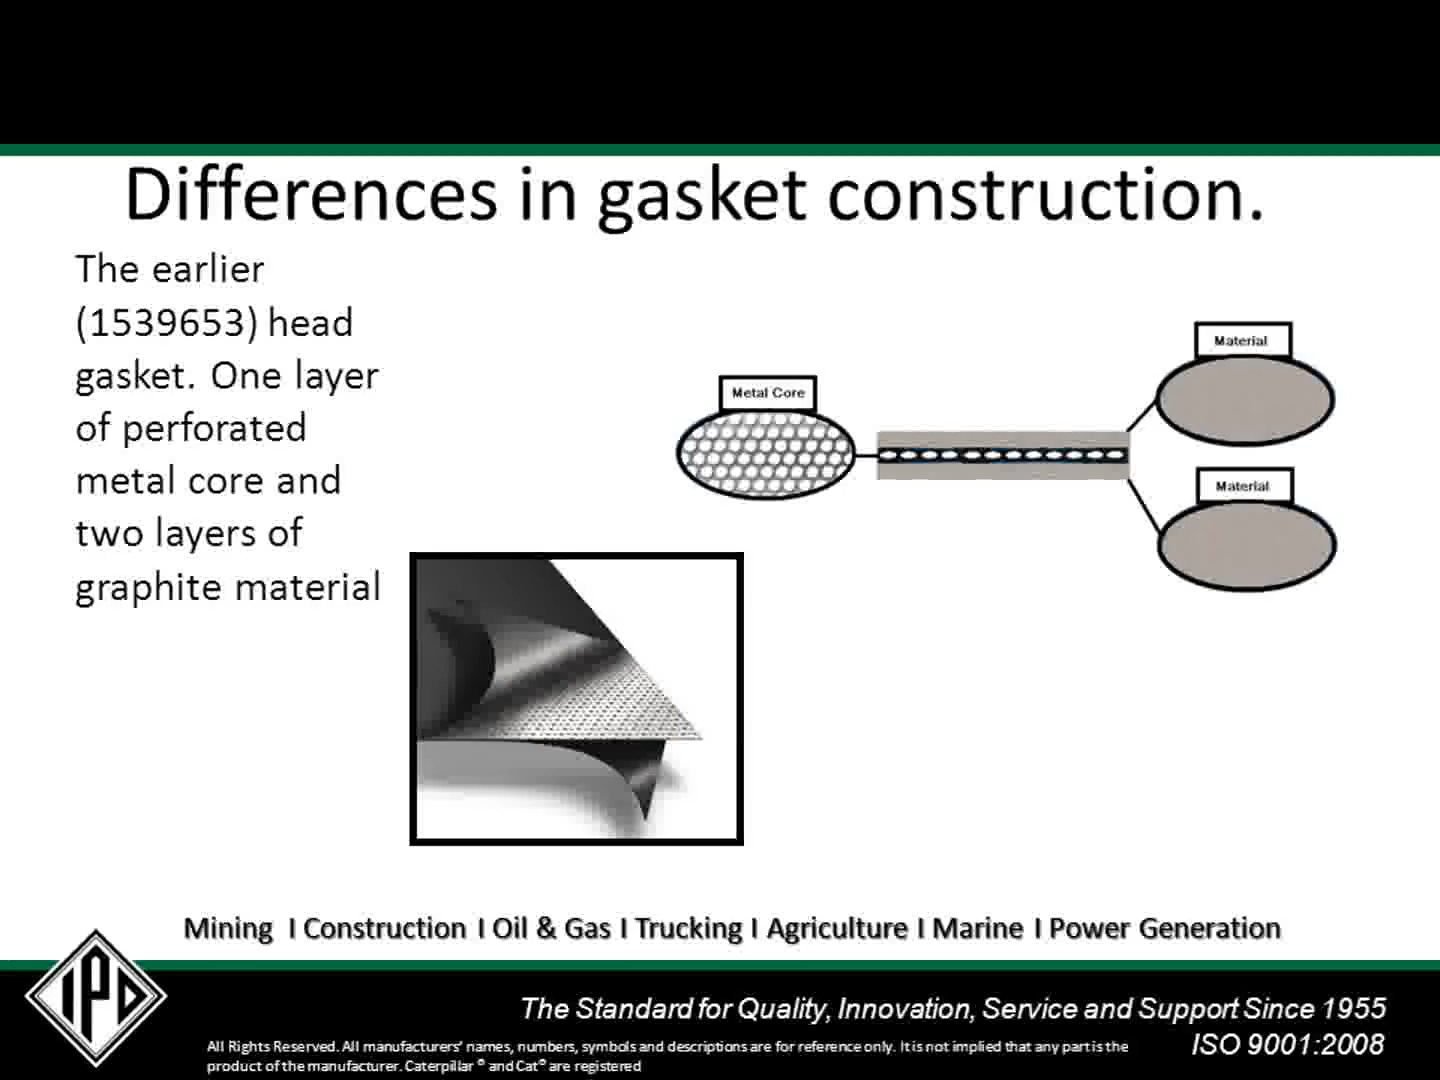 Differences in gasket construction.
The earlier
(1539653) head
gasket. One layer
of perforated
metal core and
two layers of
graphite material
Metal Core
Material
Material
Mining I Construction I Oil & Gas I Trucking I Agriculture I Marine I Power Generation
IPD
The Standard for Quality, Innovation, Service and Support Since 1955
ISO 9001:2008
All Rights Reserved. All manufacturers' names, numbers, symbols and descriptions are for reference only. It is not implied that any part is the
product of the manufacturer. Caterpillar ® and Cat® are registered